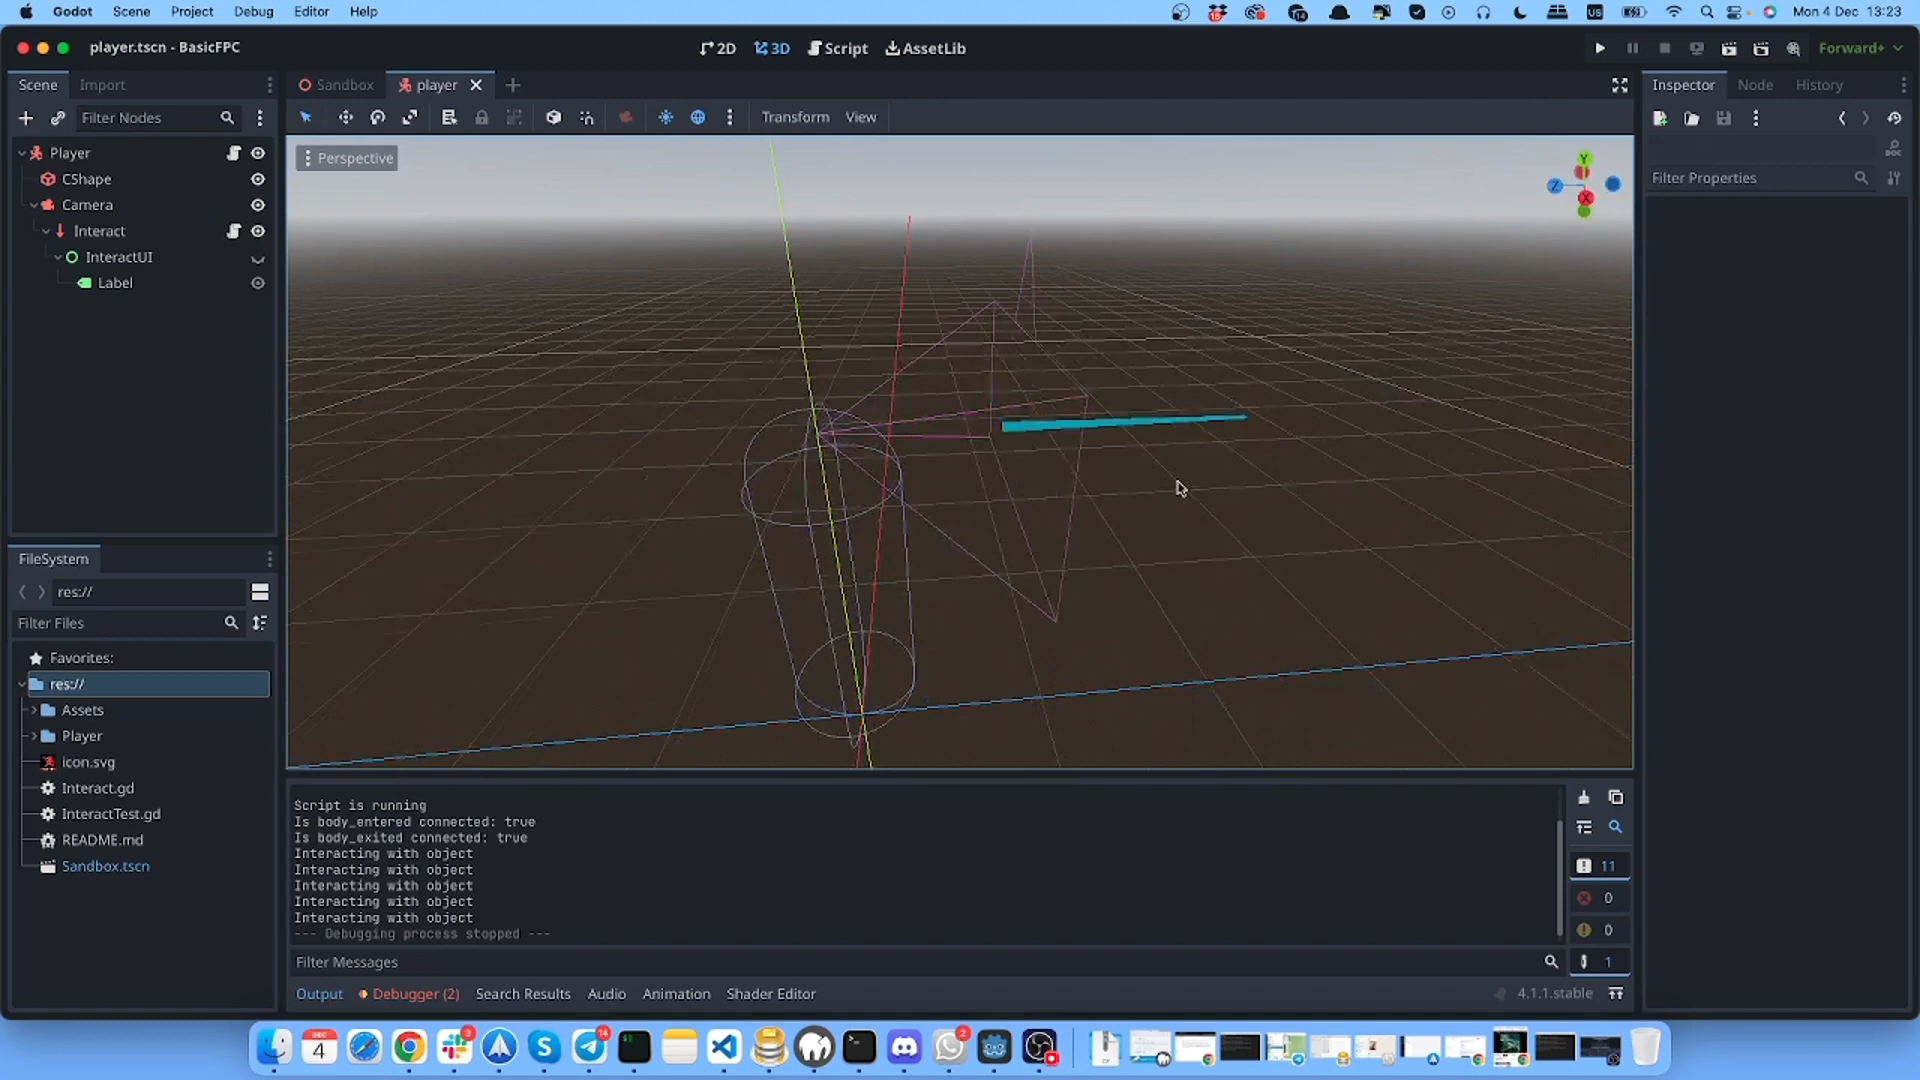 Godot Scene Project Debug Editor Help
Mon 4 Dec 13:23
player.tscn - BasicFPC
2D 3D Script AssetLib
Forward+
Scene Import
Sandbox player
Inspector Node History
Filter Nodes
Transform View
Perspective
Filter Properties
Player
CShape
Camera
Interact
InteractUI
Label
Y
Z
X
FileSystem
res://
Filter Files
Favorites:
res://
Assets
Player
icon.svg
Interact.gd
InteractTest.gd
README.md
Sandbox.tscn
Script is running
Is body_entered connected: true
Is body_exited connected: true
Interacting with object
Interacting with object
Interacting with object
Interacting with object
Interacting with object
--- Debugging process stopped ---
11
0
0
1
Filter Messages
Output Debugger (2) Search Results Audio Animation Shader Editor
4.1.1.stable
DEC
4
3
14
2